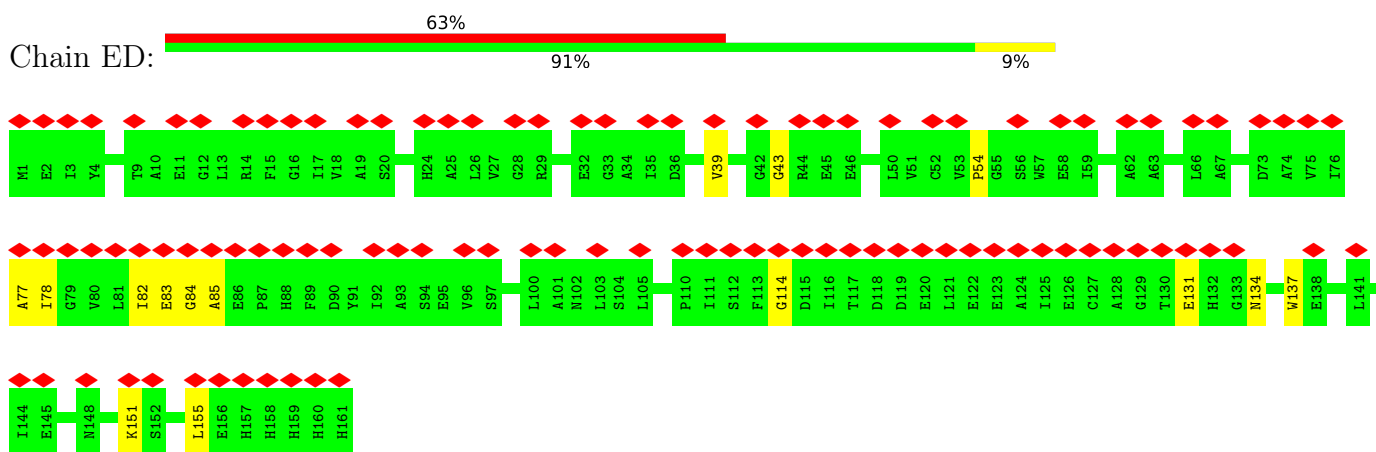 63%
Chain ED:
91% 9%
M1 E2 I3 Y4 T9 A10 E11 G12 L13 R14 F15 G16 I17 V18 A19 S20 H24 A25 L26 V27 G28 R29 E32 G33 A34 I35 D36 V39 G42 G43 R44 E45 E46 L50 V51 C52 V53 P54 G55 S56 W57 E58 I59 A62 A63 L66 A67 D73 A74 V75 I76
A77 I78 G79 V80 L81 I82 E83 G84 A85 E86 P87 H88 F89 D90 Y91 I92 A93 S94 E95 V96 S97 L100 A101 N102 L103 S104 L105 P110 I111 S112 F113 G114 D115 I116 T117 D118 D119 E120 L121 E122 E123 A124 I125 E126 C127 A128 G129 T130 E131 H132 G133 N134 W137 E138 L141
I144 E145 N148 K151 S152 L155 E156 H157 H158 H159 H160 H161